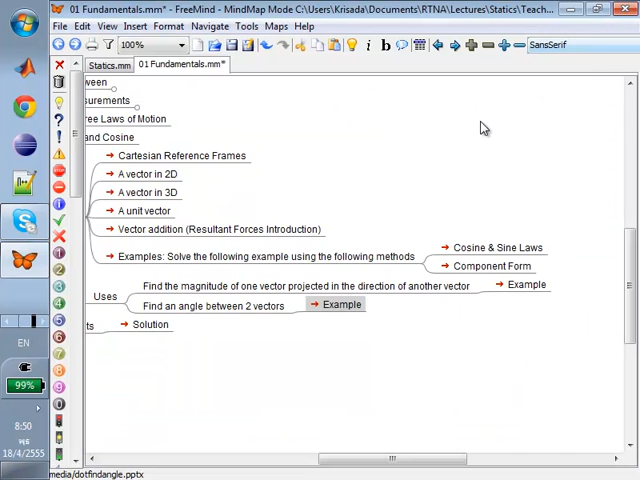 01 Fundamentals.mm* - FreeMind - MindMap Mode C:\Users\Krisada\Documents\RTNA\Lectures\Statics\Teach...
File Edit View Insert Format Navigate Tools Maps Help
100%
SansSerif
Statics.mm
01 Fundamentals.mm*
ween
surements
ree Laws of Motion
and Cosine
Cartesian Reference Frames
A vector in 2D
A vector in 3D
A unit vector
Vector addition (Resultant Forces Introduction)
Cosine & Sine Laws
Examples: Solve the following example using the following methods
Component Form
Find the magnitude of one vector projected in the direction of another vector
Example
Uses
Find an angle between 2 vectors
Example
ts
Solution
EN
99%
8:50
18/4/2555
media/dotfindangle.pptx